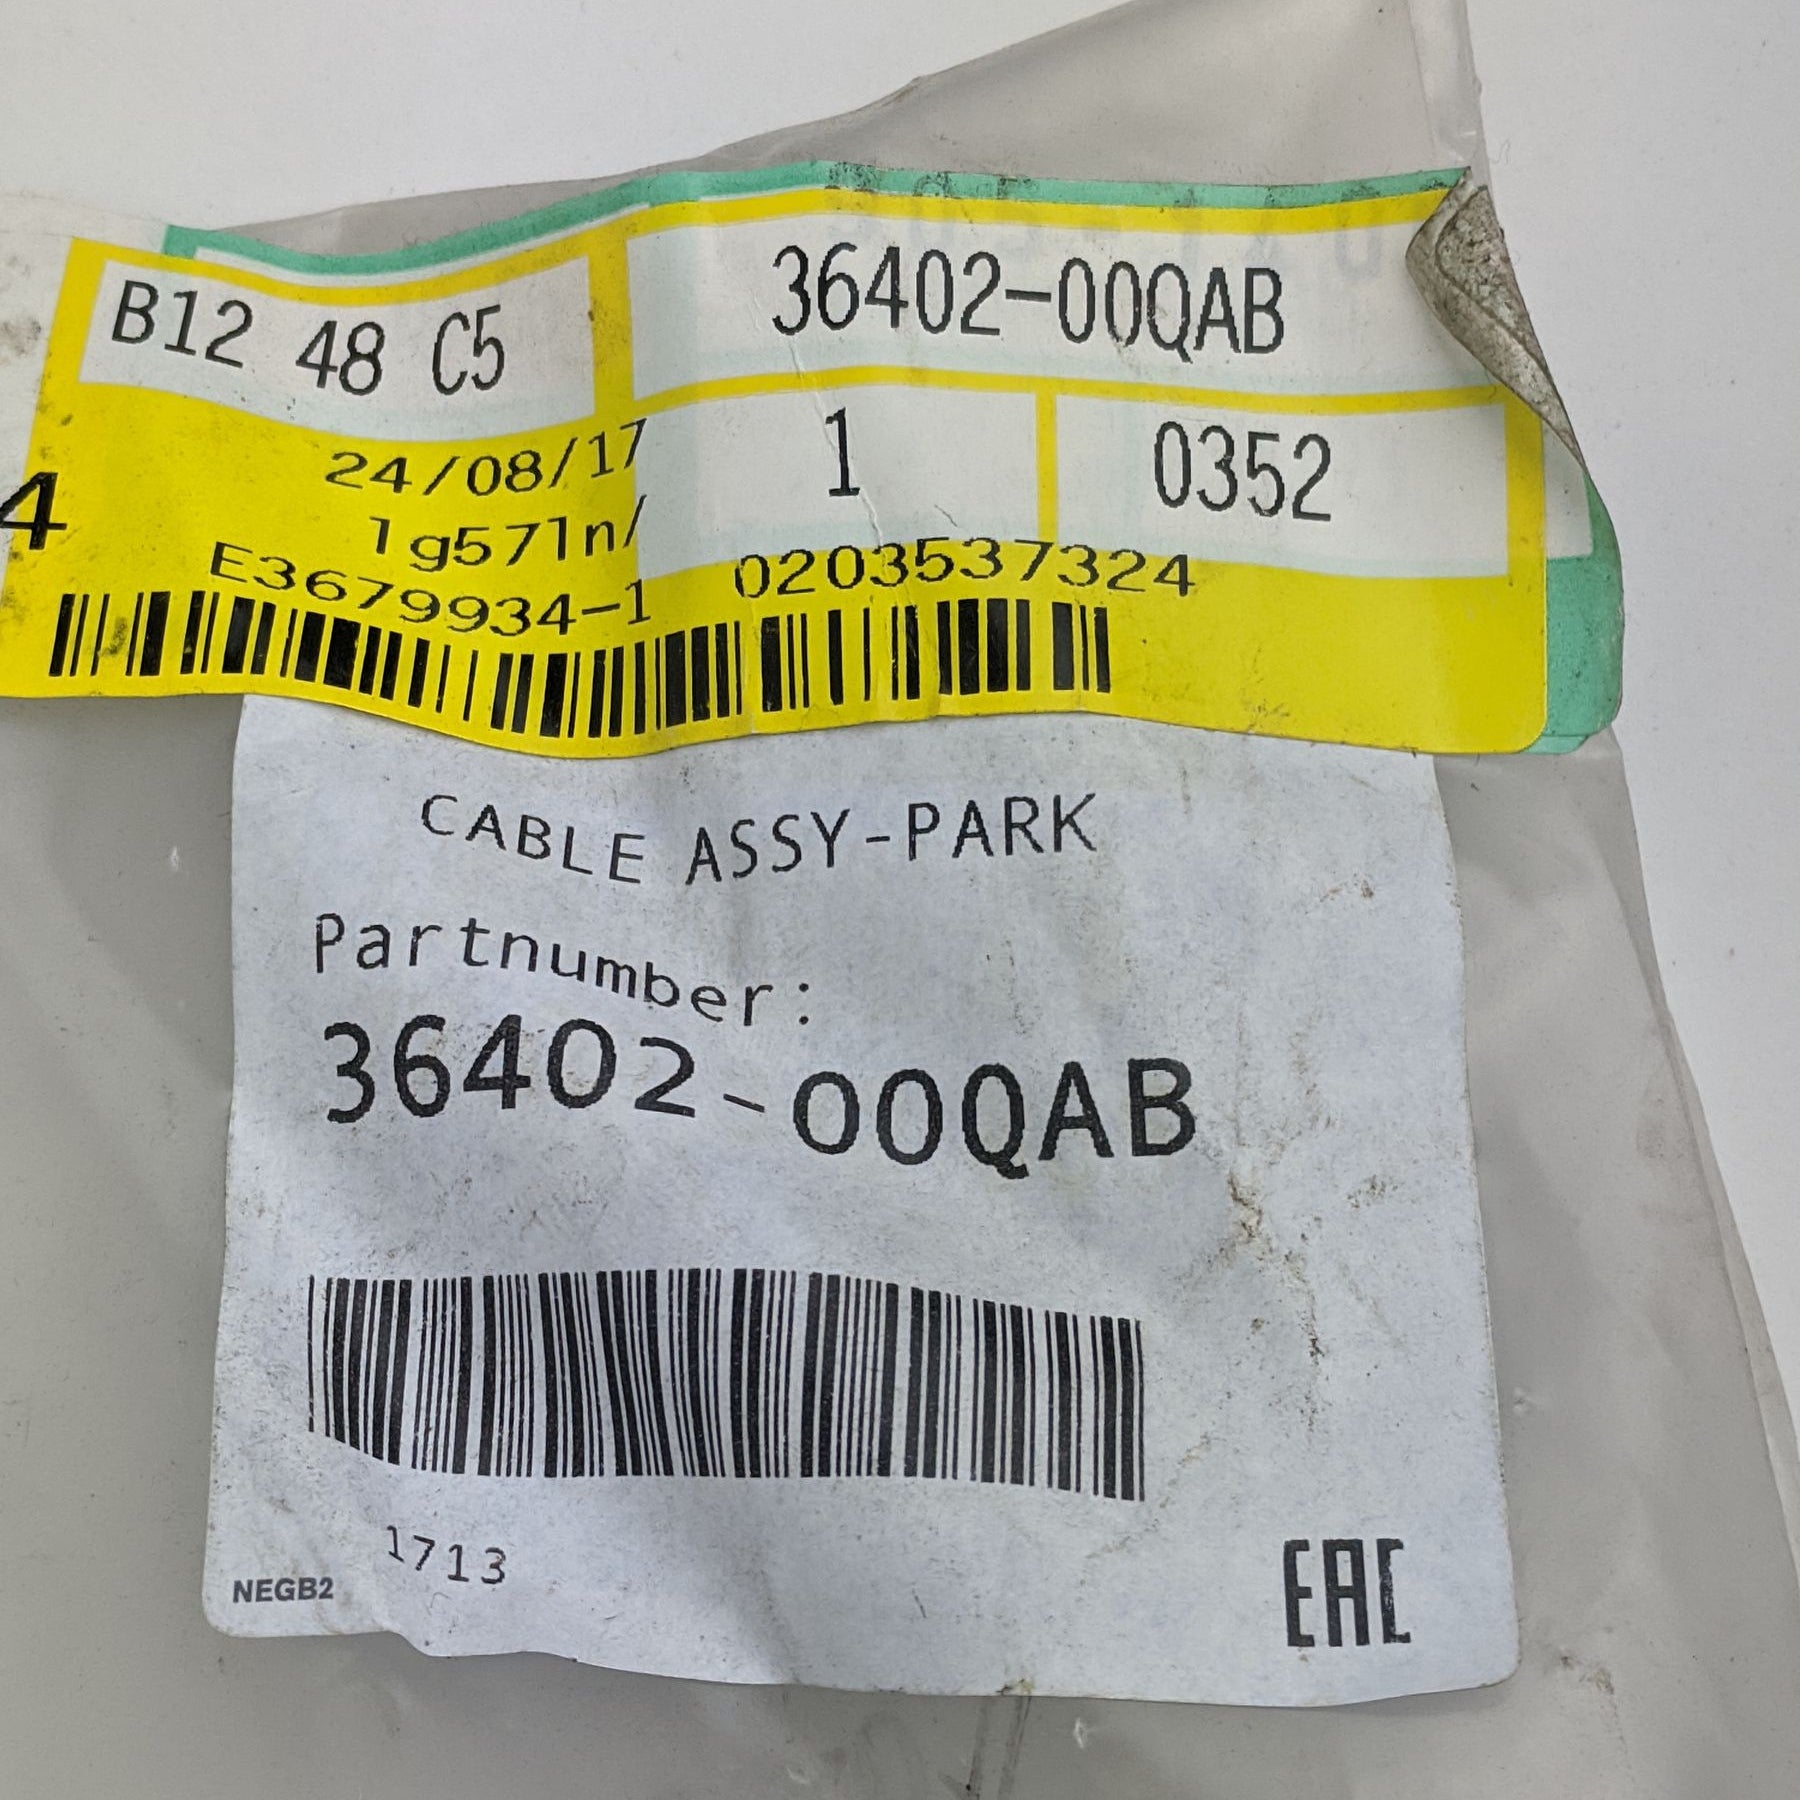 B12 48 C5
36402-00QAB
24/08/17
1
0352
4
1g571n/
E3679934-1
0203537324
CABLE ASSY-PARK
Partnumber:
36402-00QAB
1713
NEGB2
EAC